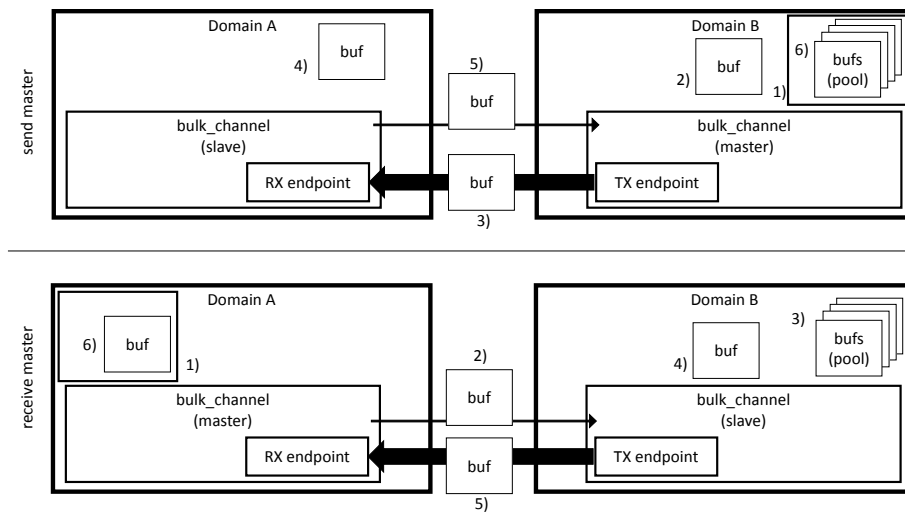 send master
Domain A
Domain B
4)
buf
5)
buf
2)
buf
1)
6)
bufs
(pool)
bulk_channel
(slave)
bulk_channel
(master)
RX endpoint
buf
TX endpoint
3)
receive master
Domain A
Domain B
6)
buf
1)
2)
buf
4)
buf
3)
bufs
(pool)
bulk_channel
(master)
bulk_channel
(slave)
RX endpoint
buf
TX endpoint
5)